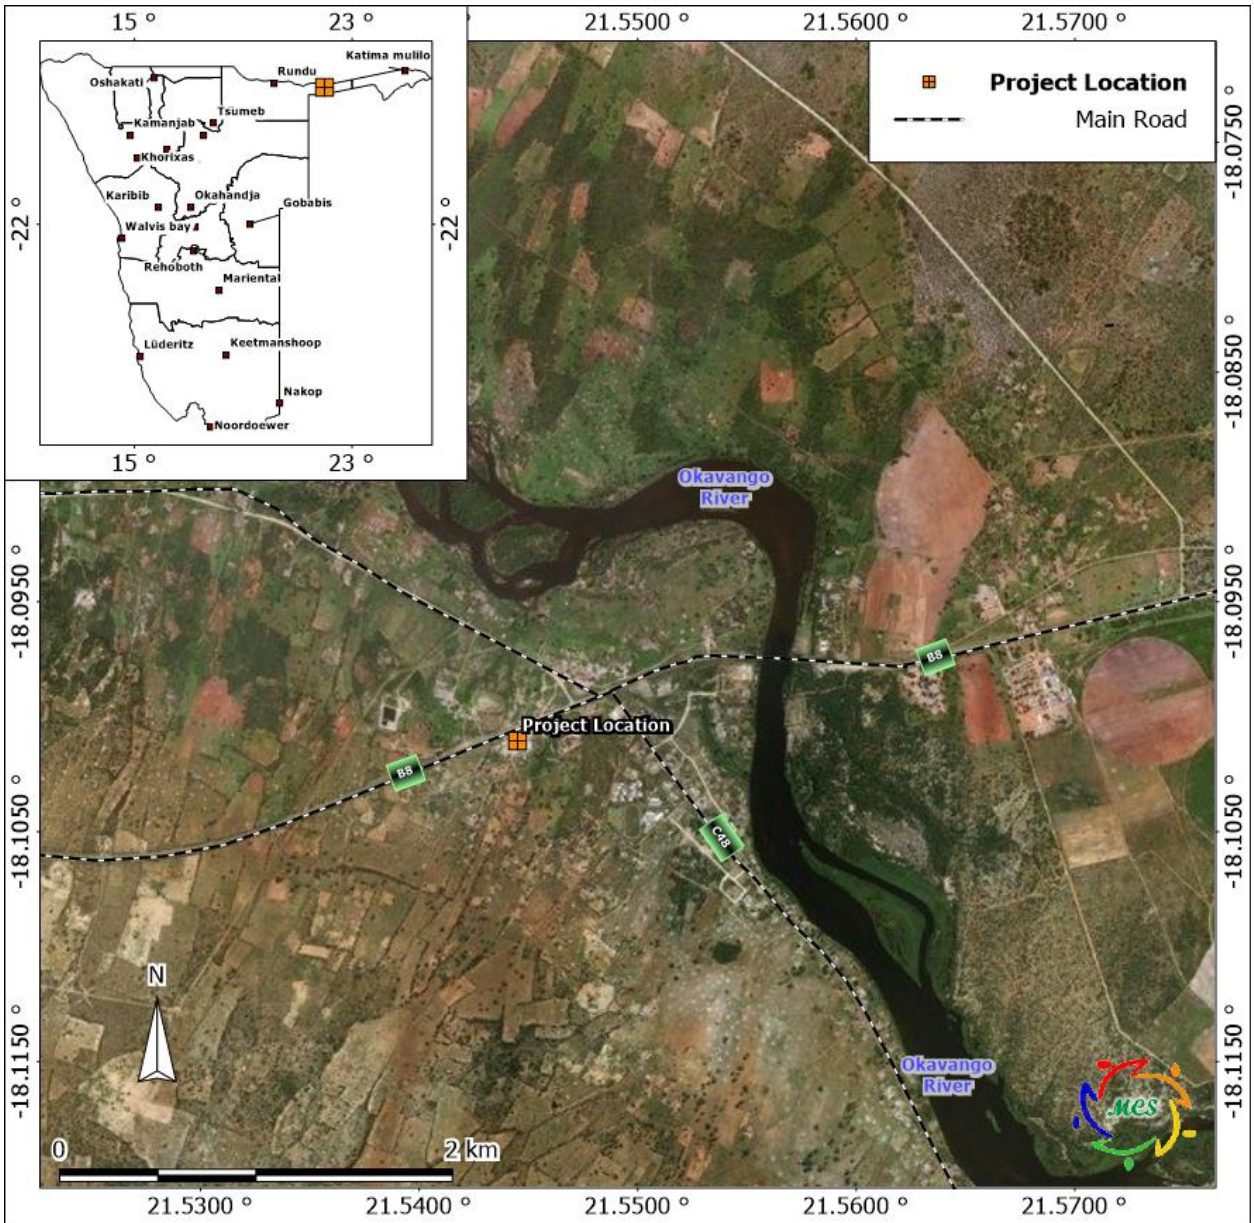 15 °
23 °
21.5500 °
21.5600 °
21.5700 °
Katima mulilo
Rundu
Oshakati
Tsumeb
Kamanjab
Khorixas
Karibib
Okahandja
Gobabis
Walvis bay
Rehoboth
Mariental
Lüderitz
Keetmanshoop
Nakop
Noordoewer
-22 °
-22 °
15 °
23 °
Project Location
Main Road
-18.0750 °
-18.0850 °
-18.0950 °
-18.1050 °
-18.1150 °
-18.0950 °
-18.1050 °
-18.1150 °
Okavango
River
B8
Project Location
B8
C48
Okavango
River
N
MCS
0
2 km
21.5300 °
21.5400 °
21.5500 °
21.5600 °
21.5700 °